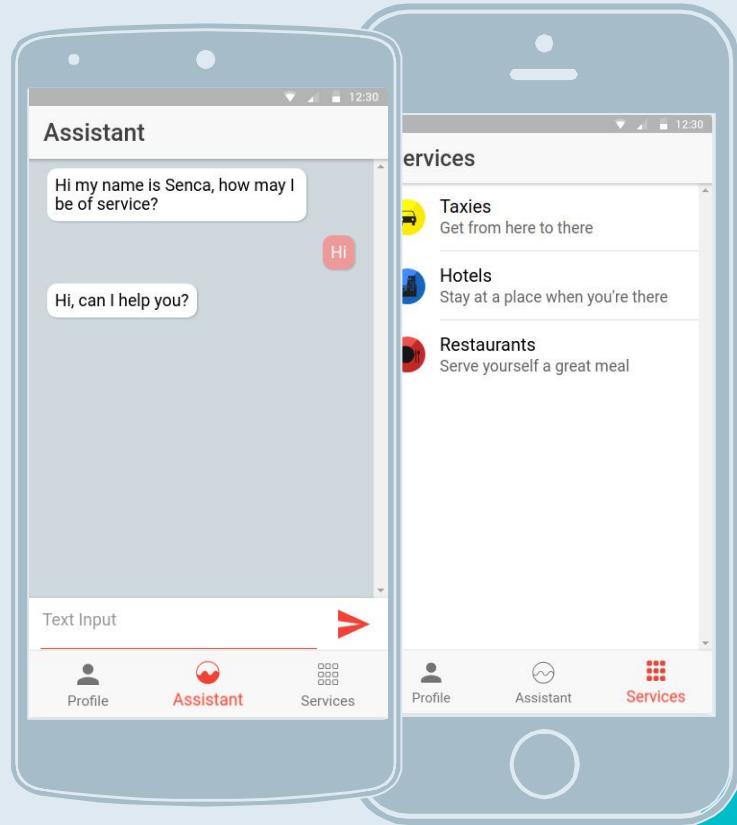 12:30
Assistant
Hi my name is Senca, how may I
be of service?
Hi
Hi, can I help you?
Text Input
Profile
Assistant
Services
12:30
ervices
Taxies
Get from here to there
Hotels
Stay at a place when you're there
Restaurants
Serve yourself a great meal
Profile
Assistant
Services